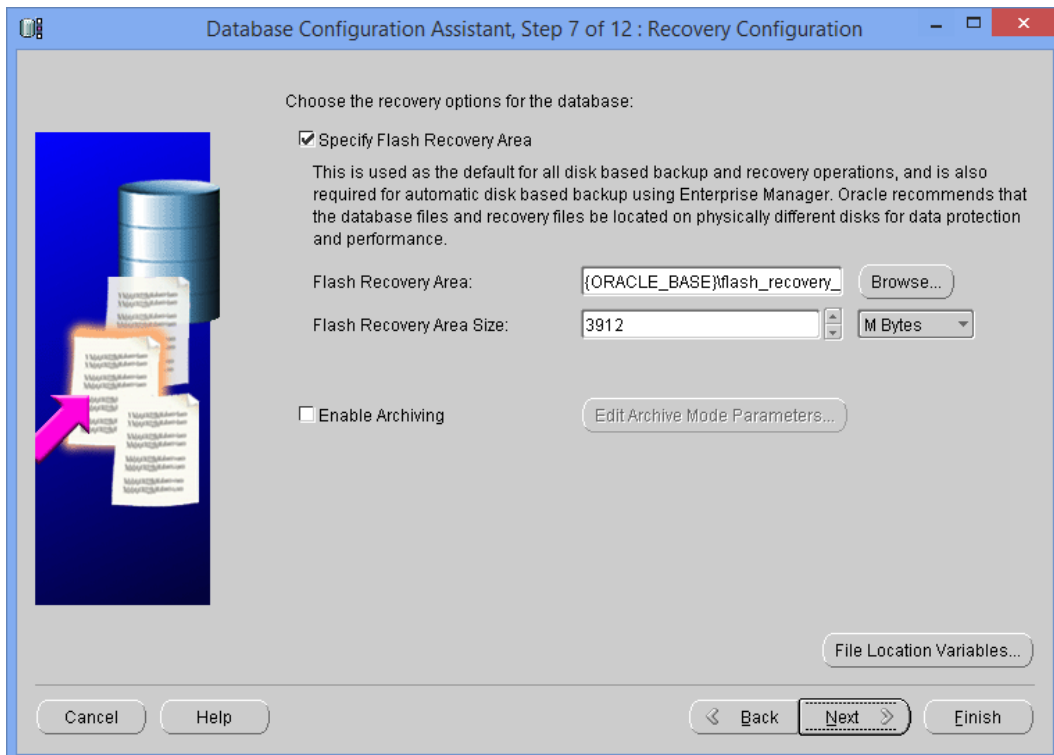 Database Configuration Assistant, Step 7 of 12 : Recovery Configuration
Choose the recovery options for the database:
Specify Flash Recovery Area
This is used as the default for all disk based backup and recovery operations, and is also
required for automatic disk based backup using Enterprise Manager. Oracle recommends that
the database files and recovery files be located on physically different disks for data protection
and performance.
Flash Recovery Area: {ORACLE_BASE}\flash_recovery_ Browse...
Flash Recovery Area Size: 3912 M Bytes
Enable Archiving Edit Archive Mode Parameters...
File Location Variables...
Cancel Help Back Next Finish